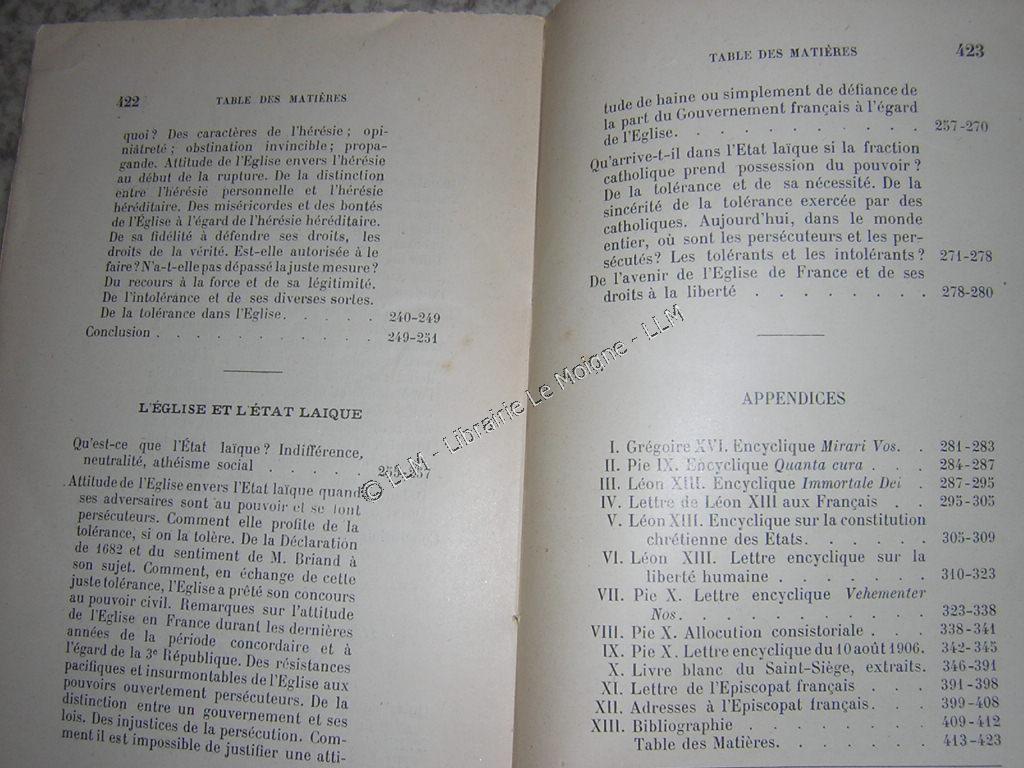 422 TABLE DES MATIÈRES
quoi ? Des caractères de l'hérésie ; opi-
niâtreté ; obstination invincible ; propa-
gande. Attitude de l'Eglise envers l'hérésie
au début de la rupture. De la distinction
entre l'hérésie personnelle et l'hérésie
héréditaire. Des miséricordes et des bontés
de l'Église à l'égard de l'hérésie héréditaire.
De sa fidélité à défendre ses droits, les
droits de la vérité. Est-elle autorisée à le
faire ? N'a-t-elle pas dépassé la juste mesure ?
Du recours à la force et de sa légitimité.
De l'intolérance et de ses diverses sortes.
De la tolérance dans l'Eglise. . . . . . 240-249
Conclusion . . . . . . . . . . . . 249-251
L'ÉGLISE ET L'ÉTAT LAIQUE
Qu'est-ce que l'État laïque ? Indifférence,
neutralité, athéisme social . . . . .
Attitude de l'Eglise envers l'Etat laïque quand
ses adversaires sont au pouvoir et se font
persécuteurs. Comment elle profite de la
tolérance, si on la tolère. De la Déclaration
de 1682 et du sentiment de M. Briand à
son sujet. Comment, en échange de cette
juste tolérance, l'Eglise a prêté son concours
au pouvoir civil. Remarques sur l'attitude
de l'Eglise en France durant les dernières
années de la période concordaire et à
l'égard de la 3e République. Des résistances
pacifiques et insurmontables de l'Eglise aux
pouvoirs ouvertement persécuteurs. De la
distinction entre un gouvernement et ses
lois. Des injustices de la persécution. Com-
ment il est impossible de justifier une atti-
TABLE DES MATIÈRES 423
tude de haine ou simplement de défiance de
la part du Gouvernement français à l'égard
de l'Eglise. . . . . . . . . . . 257-270
Qu'arrive-t-il dans l'Etat laïque si la fraction
catholique prend possession du pouvoir ?
De la tolérance et de sa nécessité. De la
sincérité de la tolérance exercée par des
catholiques. Aujourd'hui, dans le monde
entier, où sont les persécuteurs et les per-
sécutés ? Les tolérants et les intolérants ? 271-278
De l'avenir de l'Eglise de France et de ses
droits à la liberté . . . . . . . . 278-280
APPENDICES
I. Grégoire XVI. Encyclique Mirari Vos. . 281-283
II. Pie IX. Encyclique Quanta cura . . . 284-287
III. Léon XIII. Encyclique Immortale Dei . 287-295
IV. Lettre de Léon XIII aux Français . . 295-305
V. Léon XIII. Encyclique sur la constitution
chrétienne des États. . . . . . . 305-309
VI. Léon XIII. Lettre encyclique sur la
liberté humaine . . . . . . . 310-323
VII. Pie X. Lettre encyclique Vehementer
Nos. . . . . . . . . . . 323-338
VIII. Pie X. Allocution consistoriale . . . 338-341
IX. Pie X. Lettre encyclique du 10 août 1906. 342-345
X. Livre blanc du Saint-Siège, extraits. 346-391
XI. Lettre de l'Episcopat français . . . 391-398
XII. Adresses à l'Episcopat français. . . 399-408
XIII. Bibliographie . . . . . . . . 409-412
Table des Matières. . . . . . . 413-423
© LLM - Librairie Le Moigne - LLM